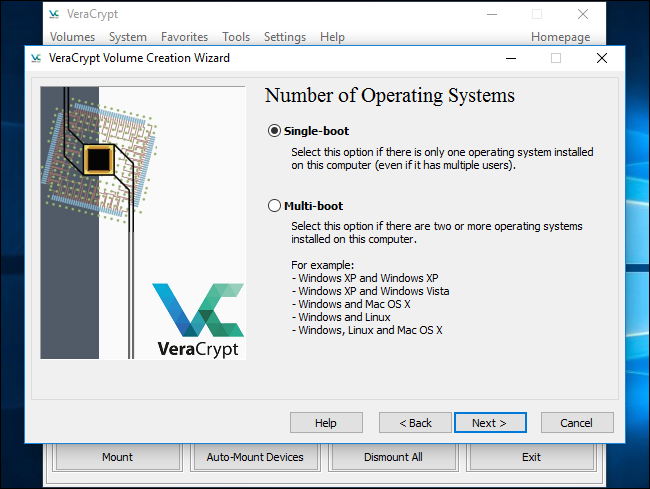 VeraCrypt
Volumes System Favorites Tools Settings Help Homepage
VeraCrypt Volume Creation Wizard
Number of Operating Systems
Single-boot
Select this option if there is only one operating system installed
on this computer (even if it has multiple users).
Multi-boot
Select this option if there are two or more operating systems
installed on this computer.
For example:
- Windows XP and Windows XP
- Windows XP and Windows Vista
- Windows and Mac OS X
- Windows and Linux
- Windows, Linux and Mac OS X
VeraCrypt
Help < Back Next > Cancel
Mount Auto-Mount Devices Dismount All Exit